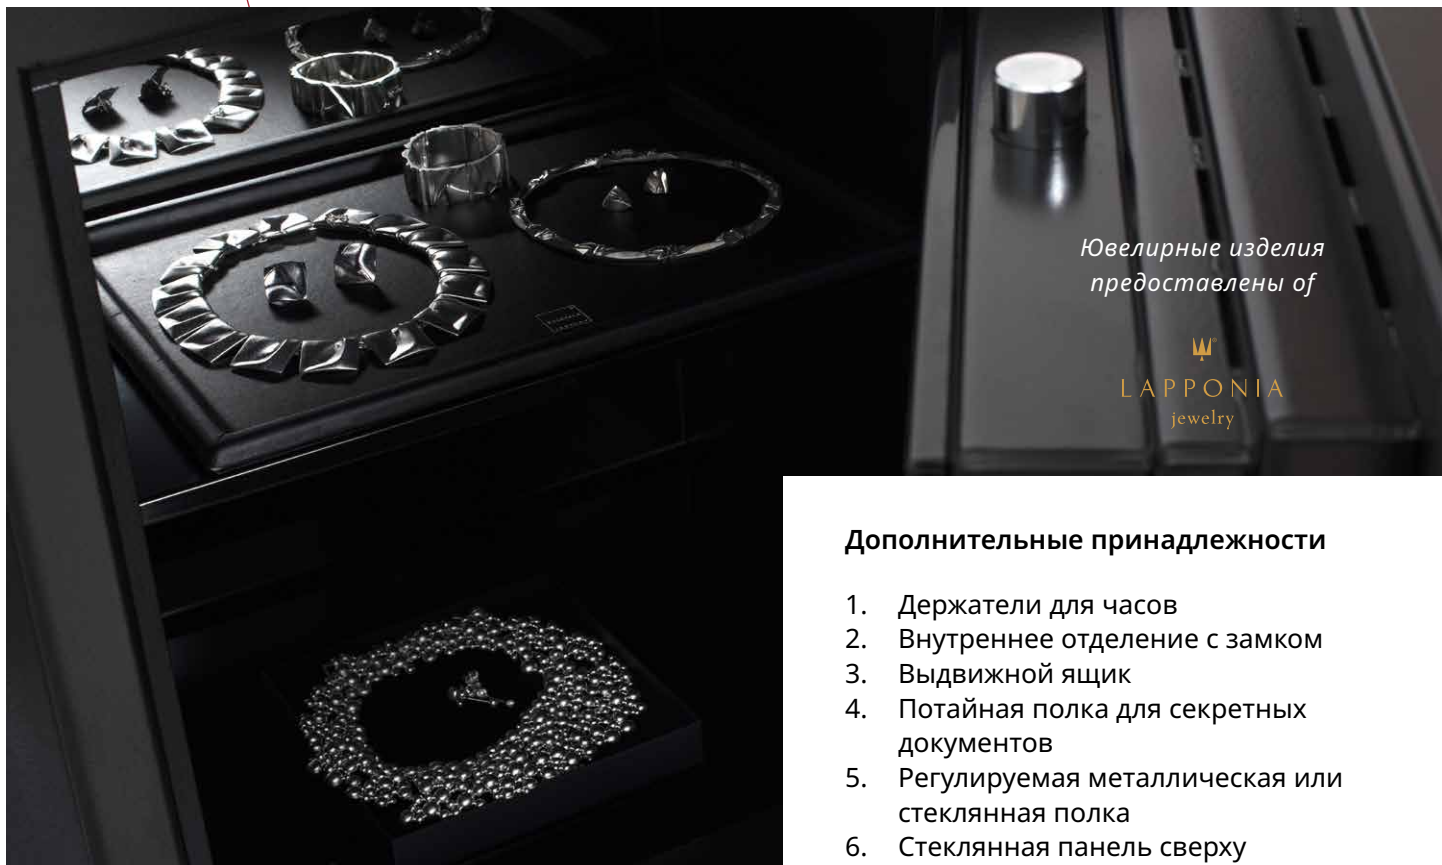 Ювелирные изделия
предоставлены of
LAPPONIA
jewelry
Дополнительные принадлежности
1. Держатели для часов
2. Внутреннее отделение с замком
3. Выдвижной ящик
4. Потайная полка для секретных
документов
5. Регулируемая металлическая или
стеклянная полка
6. Стеклянная панель сверху